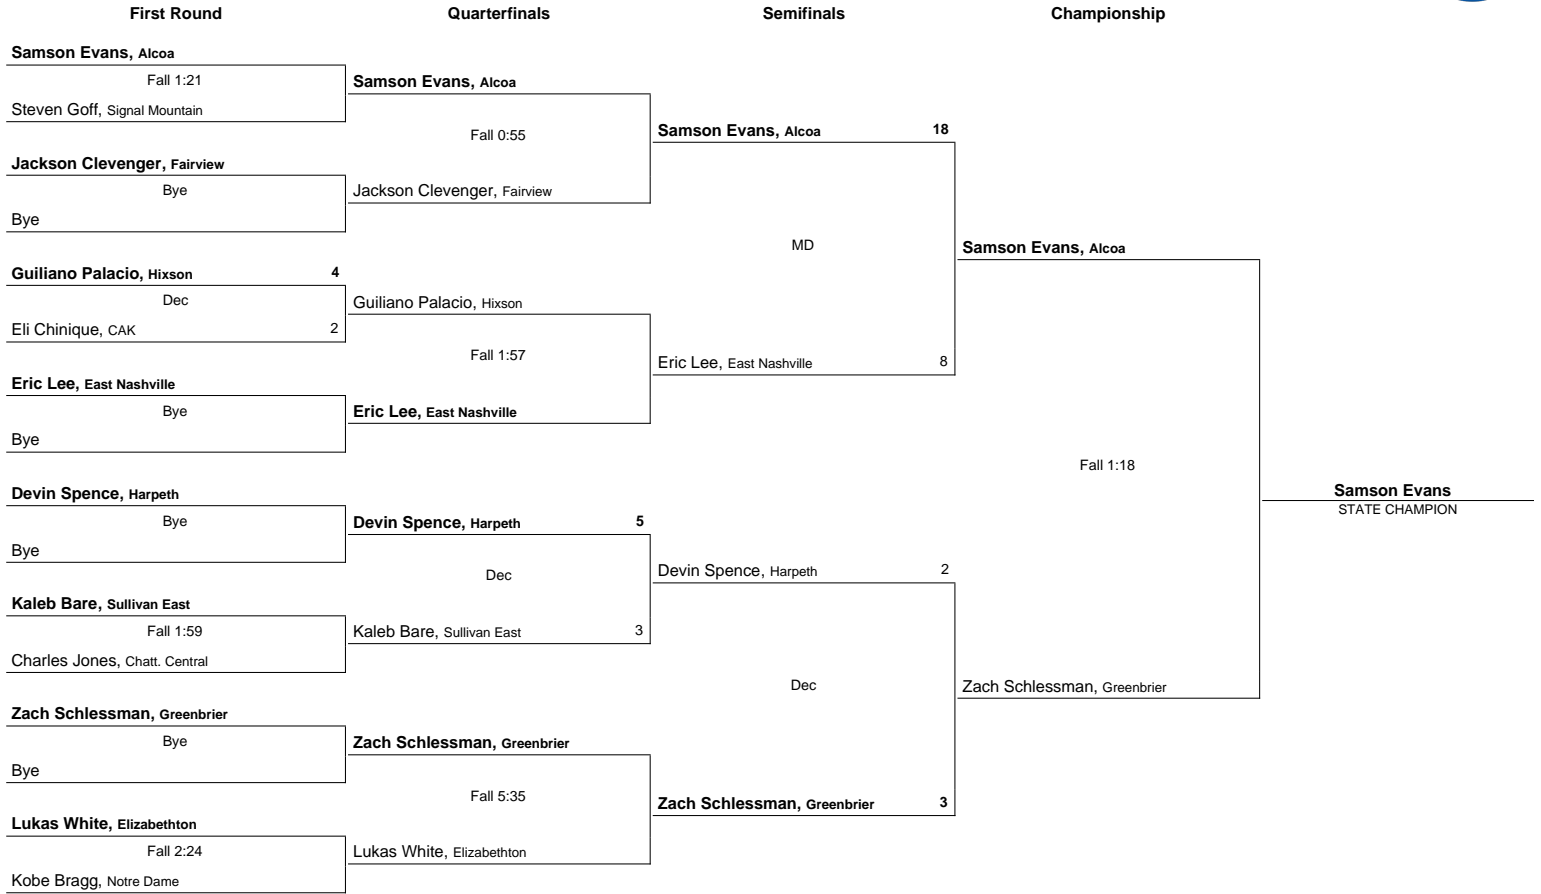 First Round
Quarterfinals
Semifinals
Championship
Samson Evans, Alcoa
Fall 1:21
Steven Goff, Signal Mountain
Jackson Clevenger, Fairview
Bye
Bye
Guiliano Palacio, Hixson 4
Dec
Eli Chinique, CAK 2
Eric Lee, East Nashville
Bye
Bye
Devin Spence, Harpeth
Bye
Bye
Kaleb Bare, Sullivan East
Fall 1:59
Charles Jones, Chatt. Central
Zach Schlessman, Greenbrier
Bye
Bye
Lukas White, Elizabethton
Fall 2:24
Kobe Bragg, Notre Dame
Samson Evans, Alcoa
Fall 0:55
Jackson Clevenger, Fairview
Guiliano Palacio, Hixson
Fall 1:57
Eric Lee, East Nashville
Devin Spence, Harpeth 5
Dec
Kaleb Bare, Sullivan East 3
Zach Schlessman, Greenbrier
Fall 5:35
Lukas White, Elizabethton
Samson Evans, Alcoa 18
MD
Eric Lee, East Nashville 8
Devin Spence, Harpeth 2
Dec
Zach Schlessman, Greenbrier 3
Samson Evans, Alcoa
Fall 1:18
Zach Schlessman, Greenbrier
Samson Evans
STATE CHAMPION